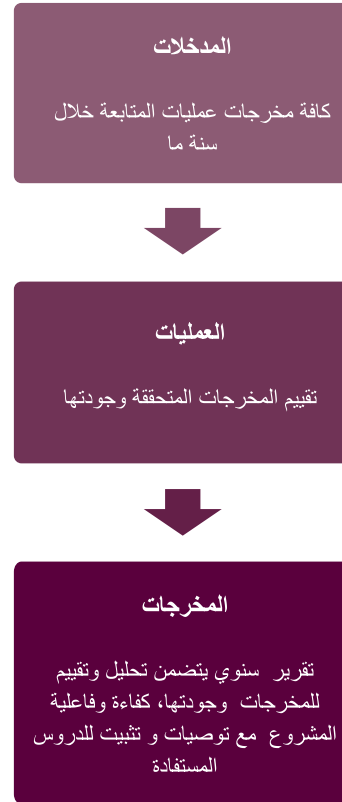 المدخلات
كافة مخرجات عمليات المتابعة خلال
سنة ما
العمليات
تقييم المخرجات المتحققة وجودتها
المخرجات
تقرير سنوي يتضمن تحليل وتقييم
للمخرجات وجودتها، كفاءة وفاعلية
المشروع مع توصيات و تثبيت للدروس
المستفادة